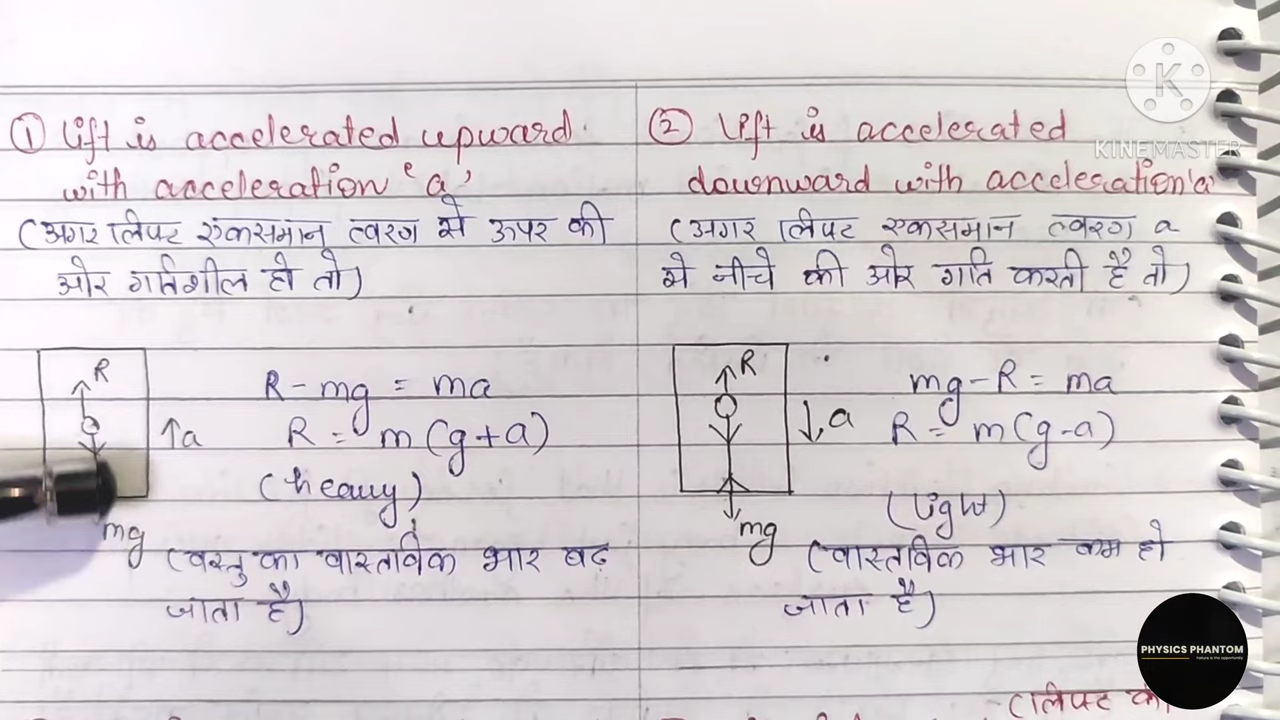 ① Lift is accelerated upward
with acceleration 'a'
(अगर लिफ्ट एकसमान त्वरण से ऊपर की
ओर गतिशील हो तो)
R
↑a
R - mg = ma
R = m(g+a)
(heavy)
mg
(वस्तु का वास्तविक भार बढ़
जाता है)
② Lift is accelerated
downward with acceleration 'a'
(अगर लिफ्ट एकसमान त्वरण a
से नीचे की ओर गति करती है तो)
R
↓a
mg - R = ma
R = m(g-a)
(Light)
mg
(वास्तविक भार कम हो
जाता है)
(लिफ्ट की
K
KINEMASTER
PHYSICS PHANTOM